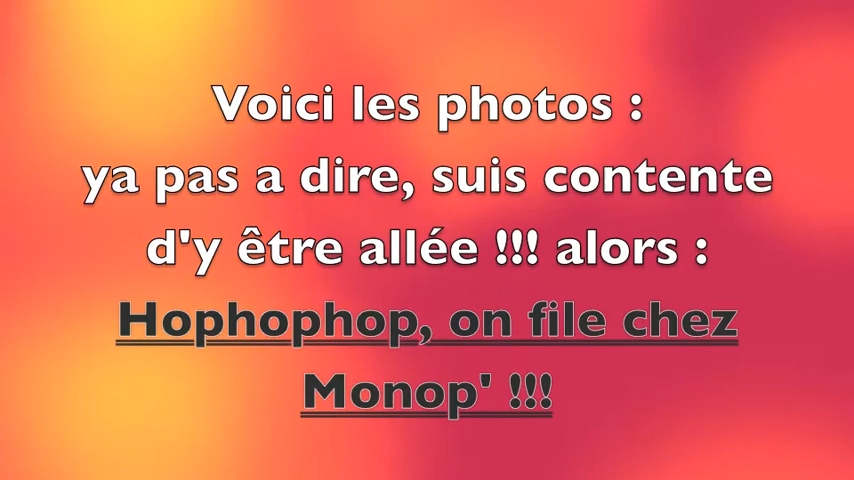 Voici les photos :
ya pas a dire, suis contente
d'y être allée !!! alors :
Hophophop, on file chez
Monop' !!!